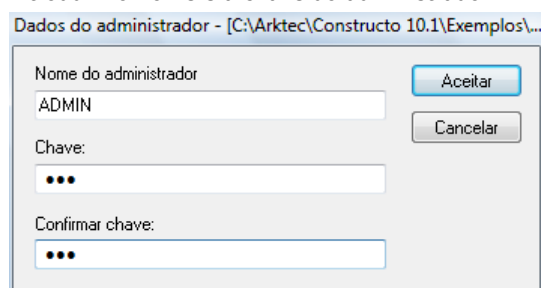 Dados do administrador - [C:\Arktec\Constructo 10.1\Exemplos\...
Nome do administrador
Aceitar
ADMIN
Cancelar
Chave:
●●●
Confirmar chave:
●●●